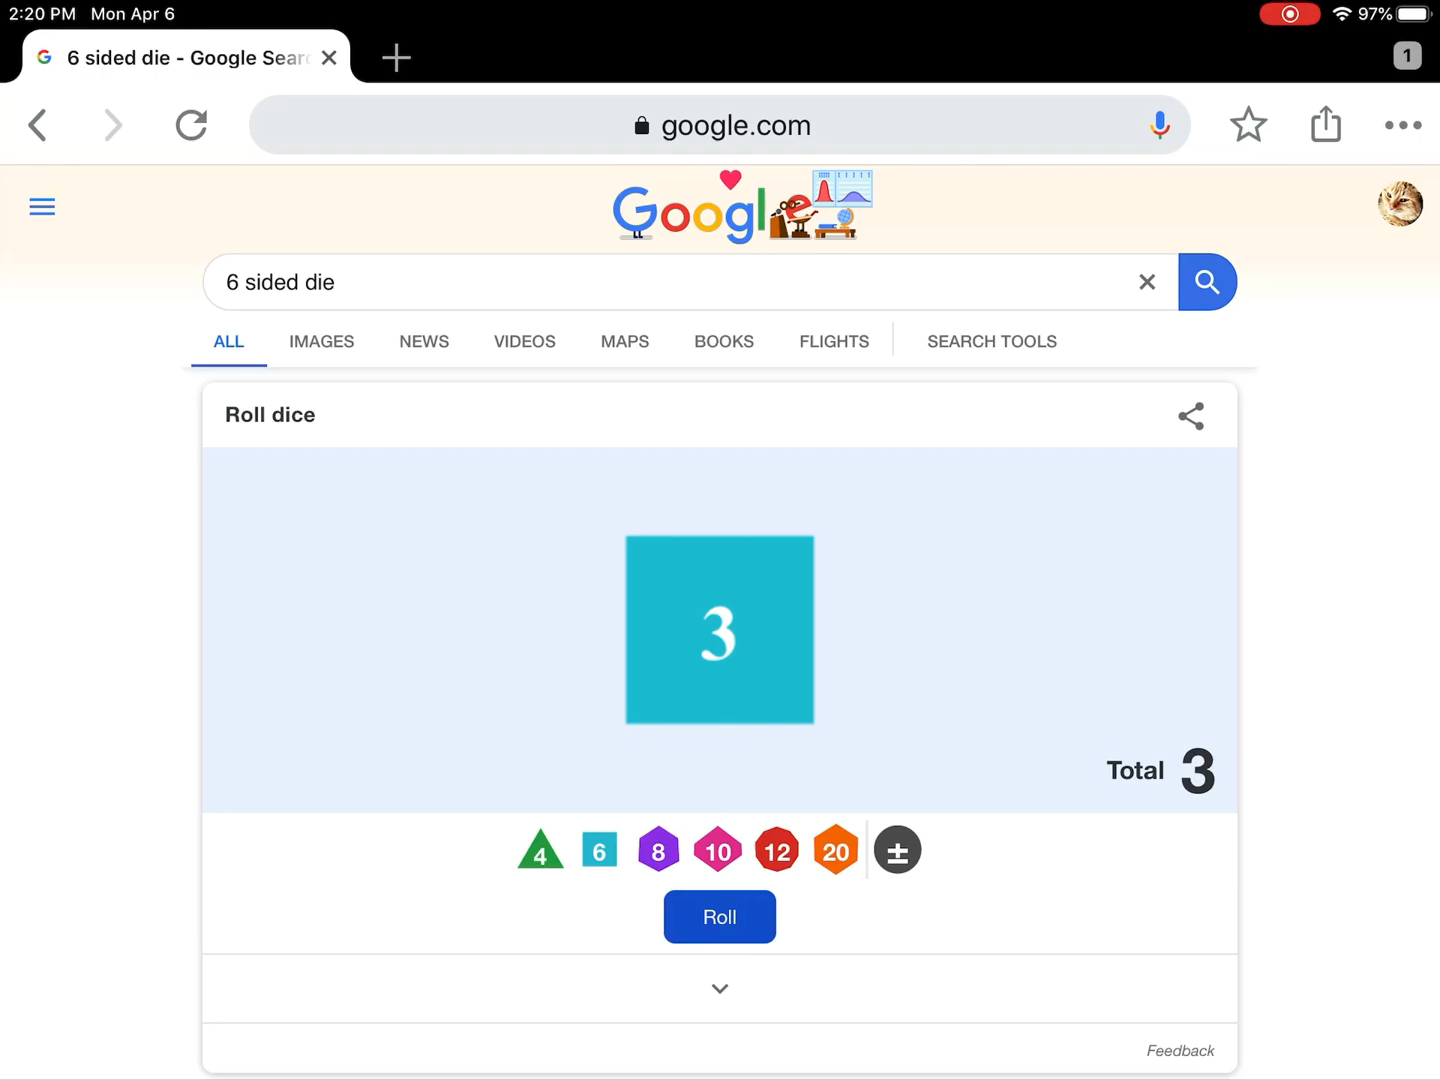 2:20 PM Mon Apr 6 97%
6 sided die - Google Sear
1
google.com
Google
6 sided die
ALL IMAGES NEWS VIDEOS MAPS BOOKS FLIGHTS SEARCH TOOLS
Roll dice
3
Total 3
4 6 8 10 12 20 ±
Roll
Feedback